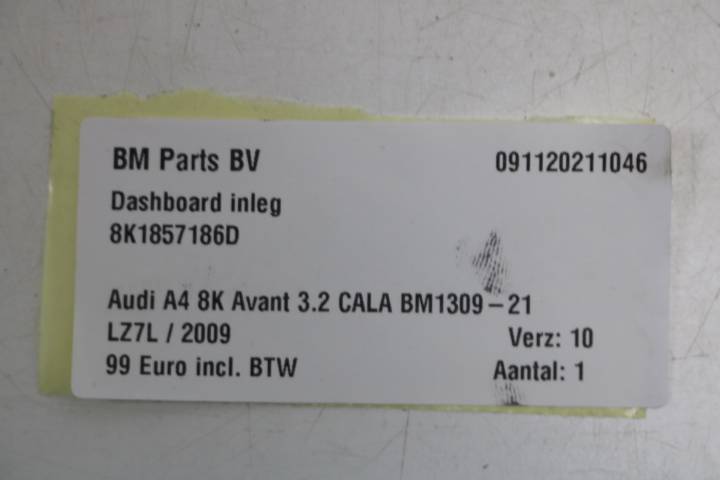 BM Parts BV 091120211046
Dashboard inleg
8K1857186D
Audi A4 8K Avant 3.2 CALA BM1309-21
LZ7L / 2009 Verz: 10
99 Euro incl. BTW Aantal: 1